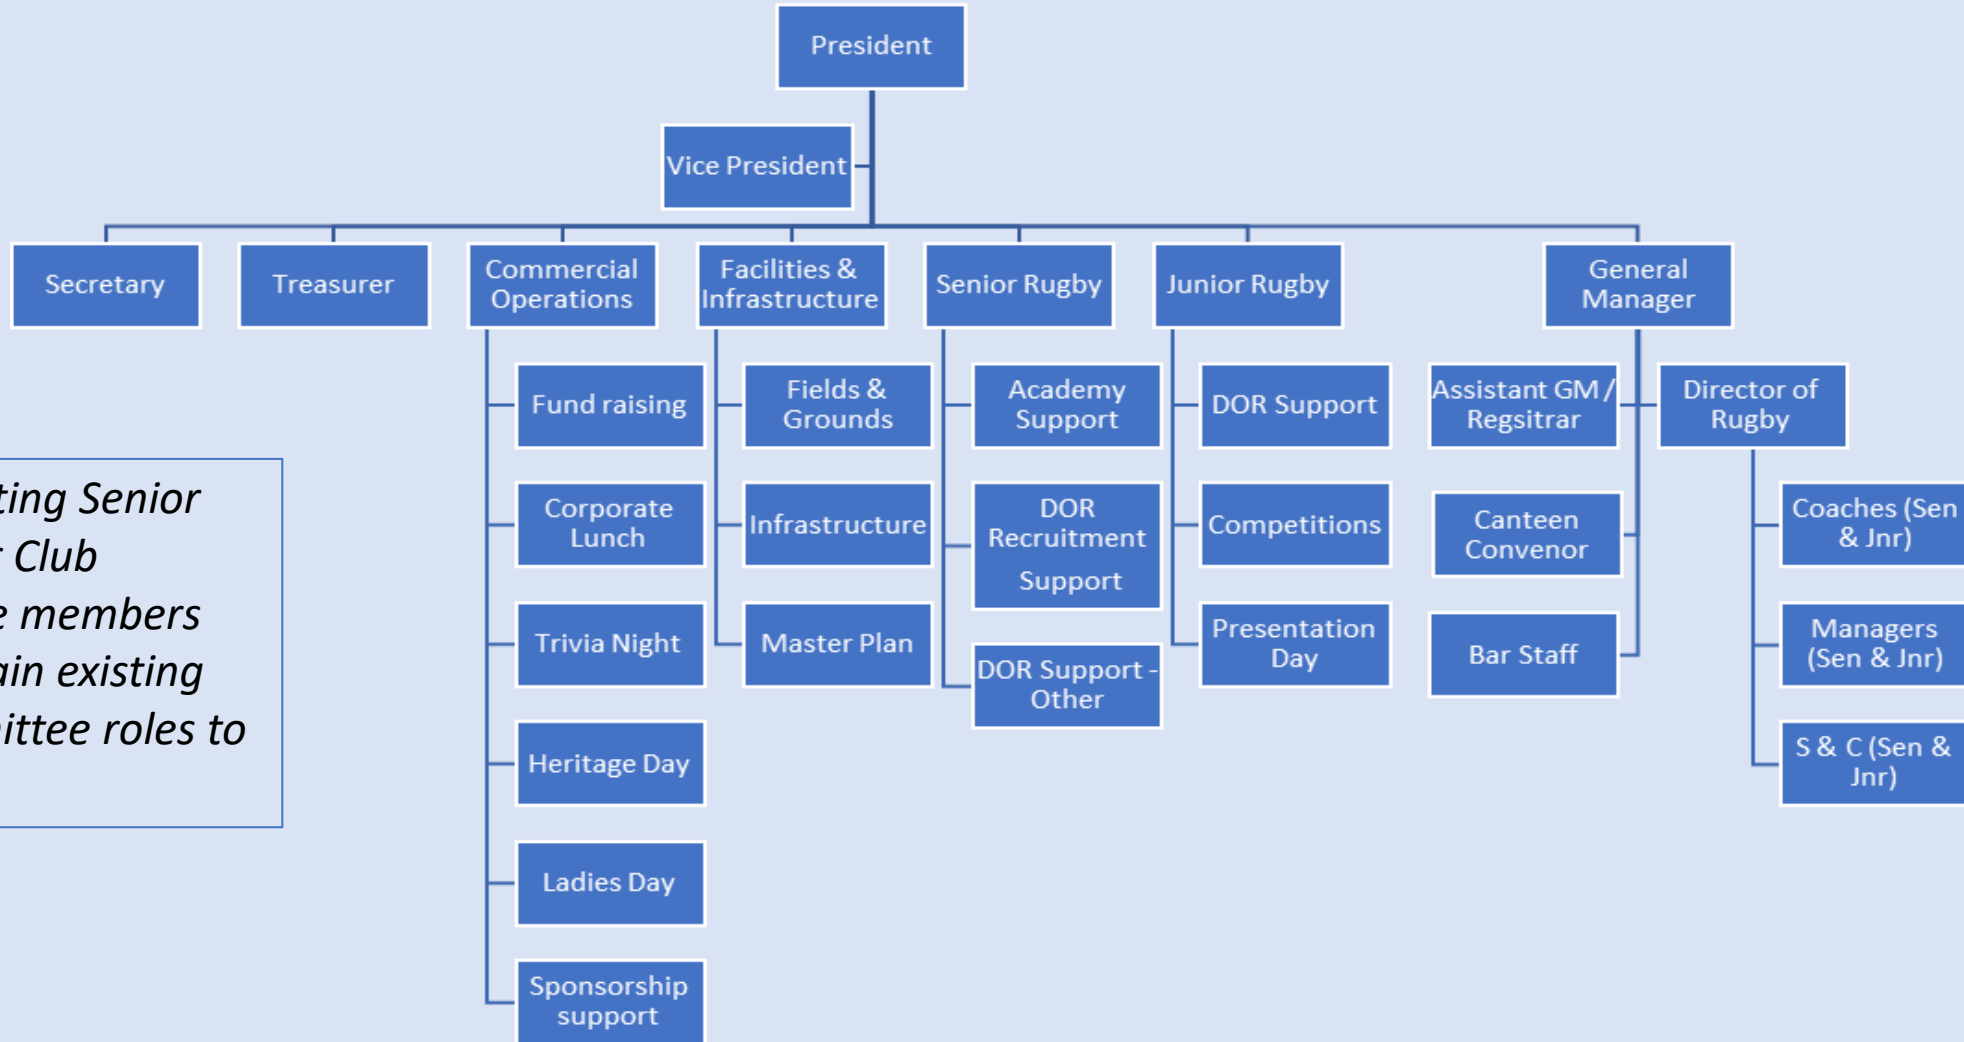 President
Vice President
Secretary
Treasurer
Commercial
Operations
Facilities &
Infrastructure
Senior Rugby
Junior Rugby
General
Manager
Fund raising
Corporate
Lunch
Trivia Night
Heritage Day
Ladies Day
Sponsorship
support
Fields &
Grounds
Infrastructure
Master Plan
Academy
Support
DOR
Recruitment
Support
DOR Support -
Other
DOR Support
Competitions
Presentation
Day
Assistant GM /
Regsitrar
Canteen
Convenor
Bar Staff
Director of
Rugby
Coaches (Sen
& Jnr)
Managers
(Sen & Jnr)
S & C (Sen &
Jnr)
Senior
Club
members
existing
roles to